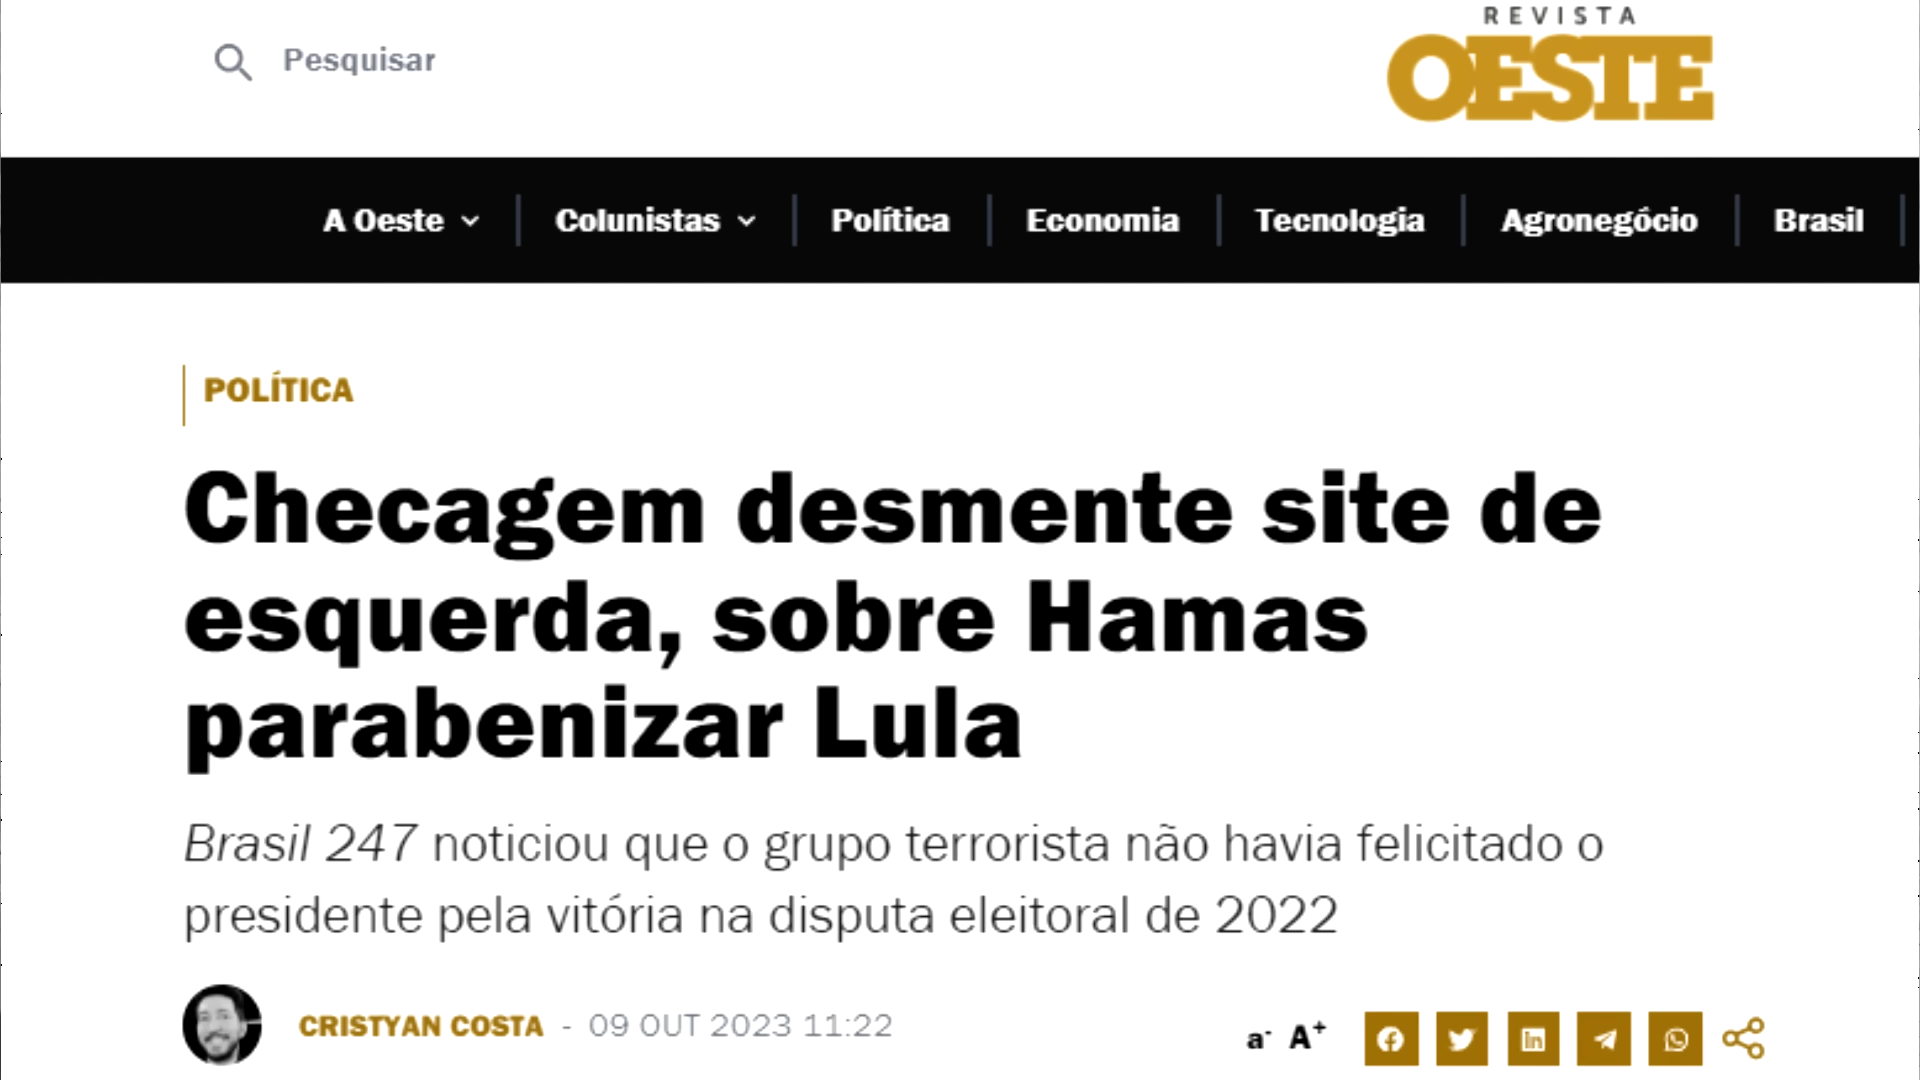 REVISTA
OESTE
Pesquisar
A Oeste
Colunistas
Política
Economia
Tecnologia
Agronegócio
Brasil
POLÍTICA
Checagem desmente site de
esquerda, sobre Hamas
parabenizar Lula
Brasil 247 noticiou que o grupo terrorista não havia felicitado o
presidente pela vitória na disputa eleitoral de 2022
CRISTYAN COSTA - 09 OUT 2023 11:22
a- A+